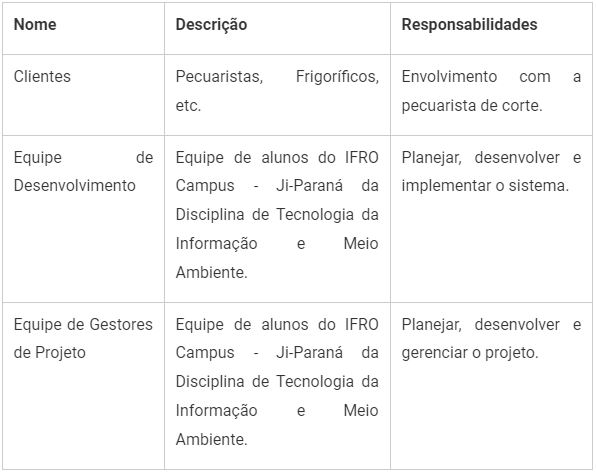 Nome Descrição Responsabilidades
Clientes Pecuaristas, Frigoríficos, Envolvimento com a
etc. pecuarista de corte.
Equipe de Equipe de alunos do IFRO Planejar, desenvolver e
Desenvolvimento Campus - Ji-Paraná da implementar o sistema.
Disciplina de Tecnologia da
Informação e Meio
Ambiente.
Equipe de Gestores Equipe de alunos do IFRO Planejar, desenvolver e
de Projeto Campus - Ji-Paraná da gerenciar o projeto.
Disciplina de Tecnologia da
Informação e Meio
Ambiente.